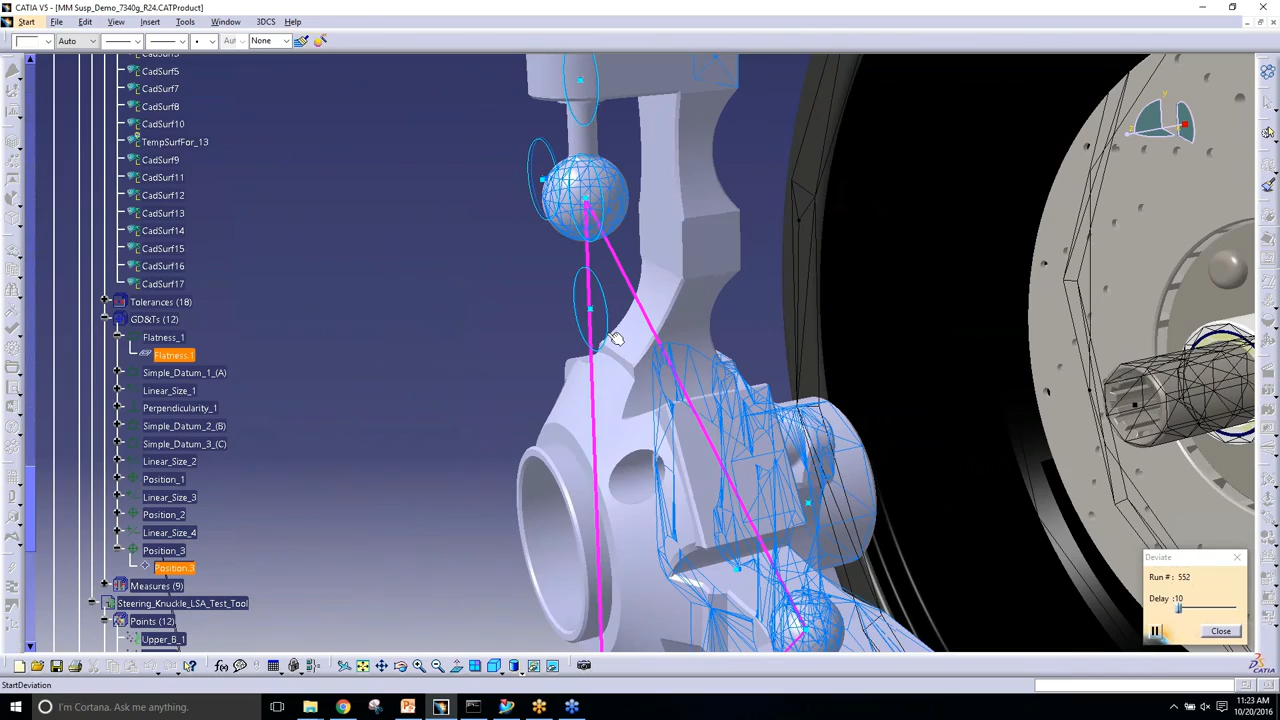 CATIA V5 - [MM Susp_Demo_7340g_R24.CATProduct]
Start File Edit View Insert Tools Window 3DCS Help
Auto Aut None
CadSurf5
CadSurf7
CadSurf8
CadSurf10
TempSurfFor_13
CadSurf9
CadSurf11
CadSurf12
CadSurf13
CadSurf14
CadSurf15
CadSurf16
CadSurf17
Tolerances (18)
GD&Ts (12)
Flatness_1
Flatness.1
Simple_Datum_1_(A)
Linear_Size_1
Perpendicularity_1
Simple_Datum_2_(B)
Simple_Datum_3_(C)
Linear_Size_2
Position_1
Linear_Size_3
Position_2
Linear_Size_4
Position_3
Position.3
Measures (9)
Steering_Knuckle_LSA_Test_Tool
Points (12)
Upper_B_1
y
z
Deviate
Run # : 552
Delay :10
Close
CATIA
StartDeviation
I'm Cortana. Ask me anything.
11:23 AM
10/20/2016